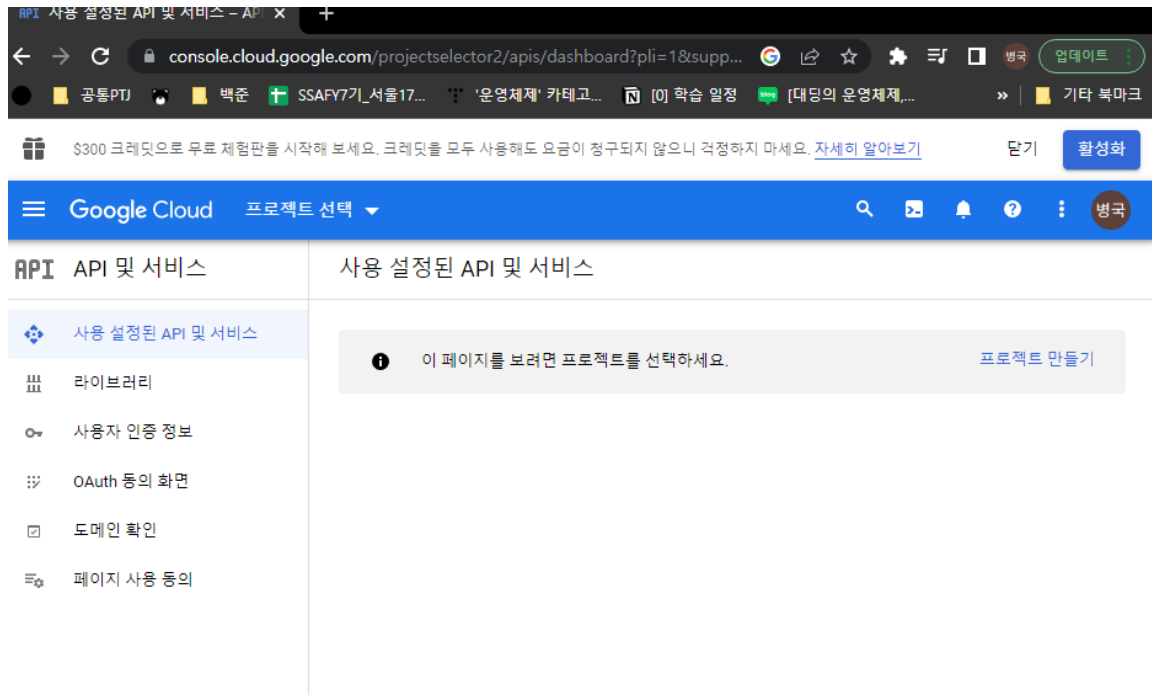 API 사용 설정된 API 및 서비스 – API
console.cloud.google.com/projectselector2/apis/dashboard?pli=1&supp... 병국 업데이트
공통PTJ 백준 SSAFY7기_서울17... '운영체제' 카테고... [0] 학습 일정 blog [대딩의 운영체제,... » 기타 북마크
$300 크레딧으로 무료 체험판을 시작해 보세요. 크레딧을 모두 사용해도 요금이 청구되지 않으니 걱정하지 마세요. 자세히 알아보기 닫기 활성화
Google Cloud 프로젝트 선택 병국
API API 및 서비스
사용 설정된 API 및 서비스
사용 설정된 API 및 서비스
라이브러리
사용자 인증 정보
OAuth 동의 화면
도메인 확인
페이지 사용 동의
이 페이지를 보려면 프로젝트를 선택하세요. 프로젝트 만들기